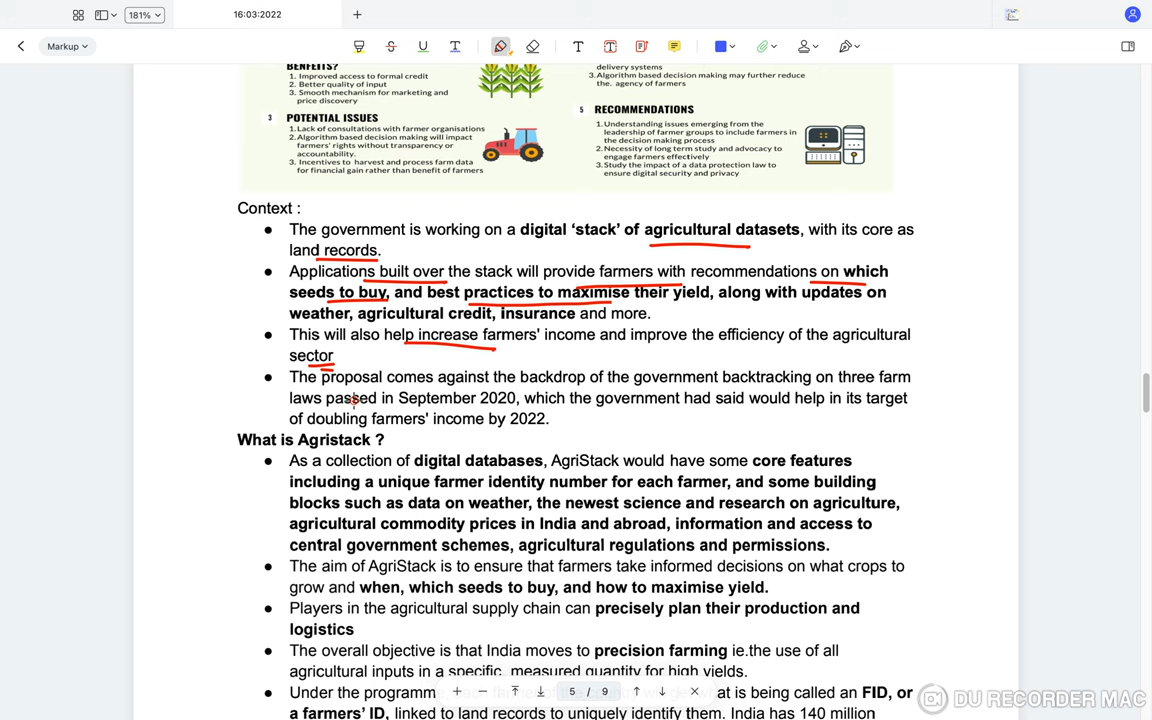 181%
16:03:2022
Markup
BENEFITS?
1. Improved access to formal credit
2. Better quality of input
3. Smooth mechanism for marketing and
price discovery
delivery systems
3.Algorithm based decision making may further reduce
the. agency of farmers
3 POTENTIAL ISSUES
1.Lack of consultations with farmer organisations
2.Algorithm based decision making will impact
farmers' rights without transparency or
accountability.
3. Incentives to harvest and process farm data
for financial gain rather than benefit of farmers
5 RECOMMENDATIONS
1.Understanding issues emerging from the
leadership of farmer groups to include farmers in
the decision making process
2.Necessity of long term study and advocacy to
engage farmers effectively
3.Study the impact of a data protection law to
ensure digital security and privacy
Context :
● The government is working on a digital ‘stack’ of agricultural datasets, with its core as
land records.
● Applications built over the stack will provide farmers with recommendations on which
seeds to buy, and best practices to maximise their yield, along with updates on
weather, agricultural credit, insurance and more.
● This will also help increase farmers' income and improve the efficiency of the agricultural
sector
● The proposal comes against the backdrop of the government backtracking on three farm
laws passed in September 2020, which the government had said would help in its target
of doubling farmers' income by 2022.
What is Agristack ?
● As a collection of digital databases, AgriStack would have some core features
including a unique farmer identity number for each farmer, and some building
blocks such as data on weather, the newest science and research on agriculture,
agricultural commodity prices in India and abroad, information and access to
central government schemes, agricultural regulations and permissions.
● The aim of AgriStack is to ensure that farmers take informed decisions on what crops to
grow and when, which seeds to buy, and how to maximise yield.
● Players in the agricultural supply chain can precisely plan their production and
logistics
● The overall objective is that India moves to precision farming ie.the use of all
agricultural inputs in a specific, measured quantity for high yields.
● Under the programme is being called an FID, or
a farmers’ ID, linked to land records to uniquely identify them. India has 140 million
5 / 9
DU RECORDER MAC